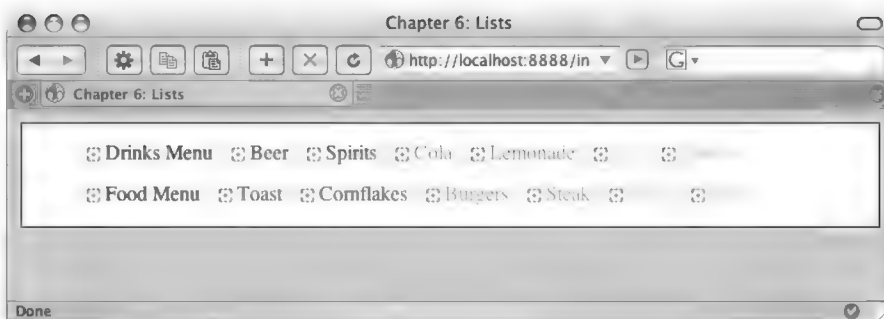 Chapter 6: Lists
http://localhost:8888/in
G
Chapter 6: Lists
Drinks Menu Beer Spirits Cola Lemonade
Food Menu Toast Cornflakes Burgers Steak
Done